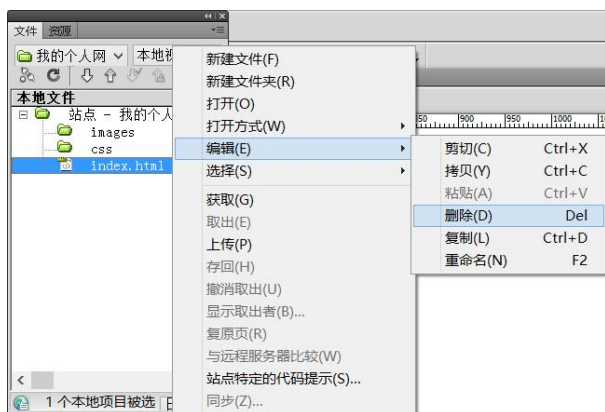 文件 资源
我的个人网 本地视
本地文件
站点 - 我的个人
images
css
index.html
1 个本地项目被选
新建文件(F)
新建文件夹(R)
打开(O)
打开方式(W)
编辑(E)
选择(S)
获取(G)
取出(E)
上传(P)
存回(H)
撤消取出(U)
显示取出者(B)...
复原页(R)
与远程服务器比较(W)
站点特定的代码提示(S)...
同步(Z)...
850 900 950 1000
剪切(C) Ctrl+X
拷贝(Y) Ctrl+C
粘贴(A) Ctrl+V
删除(D) Del
复制(L) Ctrl+D
重命名(N) F2